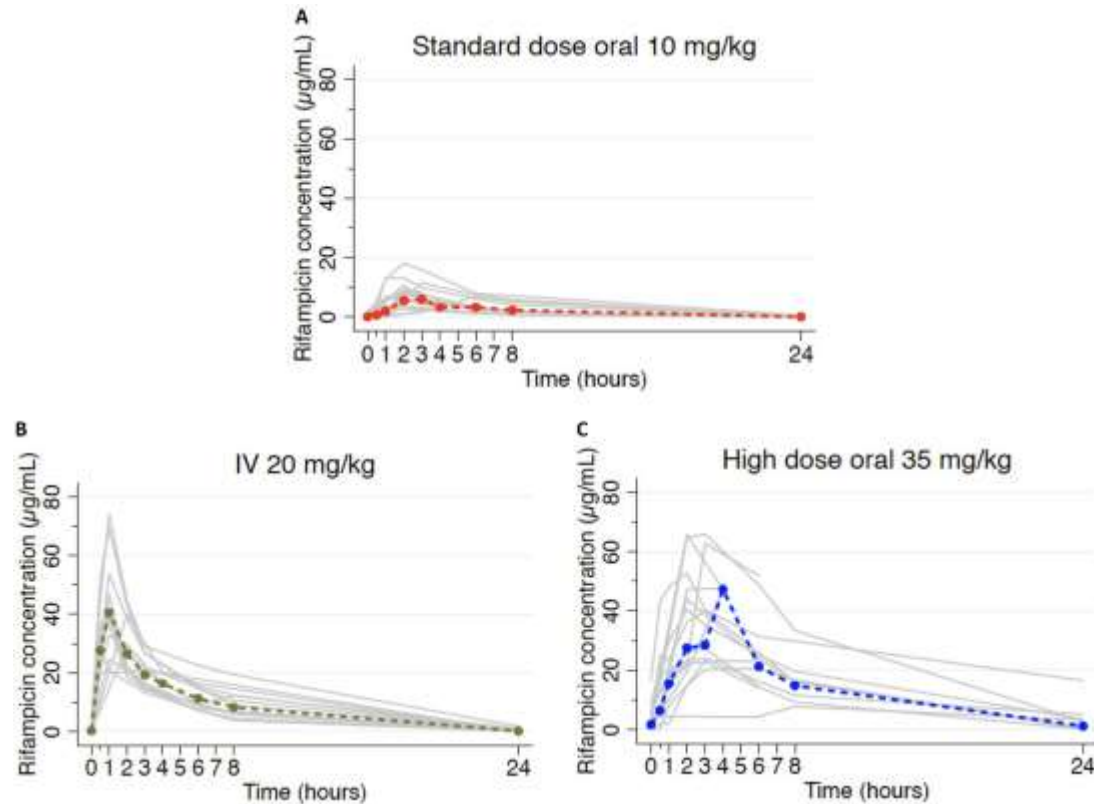 A
Standard dose oral 10 mg/kg
Rifampicin concentration (µg/mL)
80
60
40
20
0
0 1 2 3 4 5 6 7 8 24
Time (hours)
B
IV 20 mg/kg
Rifampicin concentration (µg/mL)
80
60
40
20
0
0 1 2 3 4 5 6 7 8 24
Time (hours)
C
High dose oral 35 mg/kg
Rifampicin concentration (µg/mL)
80
60
40
20
0
0 1 2 3 4 5 6 7 8 24
Time (hours)